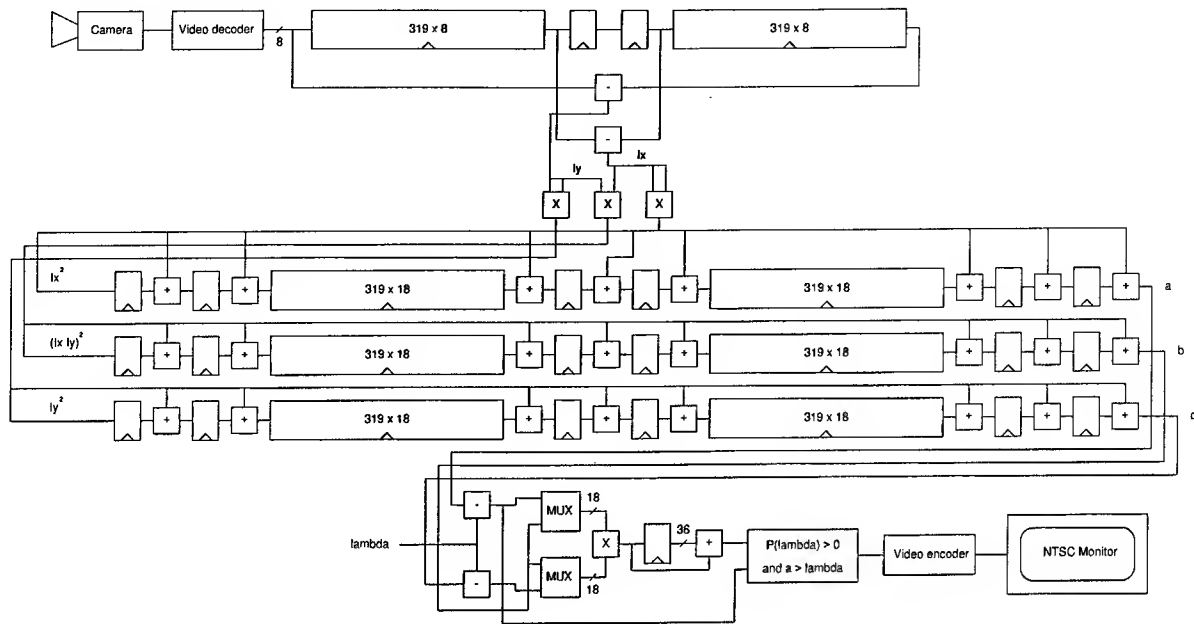 Camera
Video decoder
8
319 x 8
319 x 8
-
-
Iy
Ix
X X X
Ix²
+ + 319 x 18 + + + 319 x 18 + + +
a
(Ix Iy)²
+ + 319 x 18 + + + 319 x 18 + + +
b
Iy²
+ + 319 x 18 + + + 319 x 18 + + +
c
lambda
-
-
MUX
18
MUX
18
X
36
+
P(lambda) > 0
and a > lambda
Video encoder
NTSC Monitor